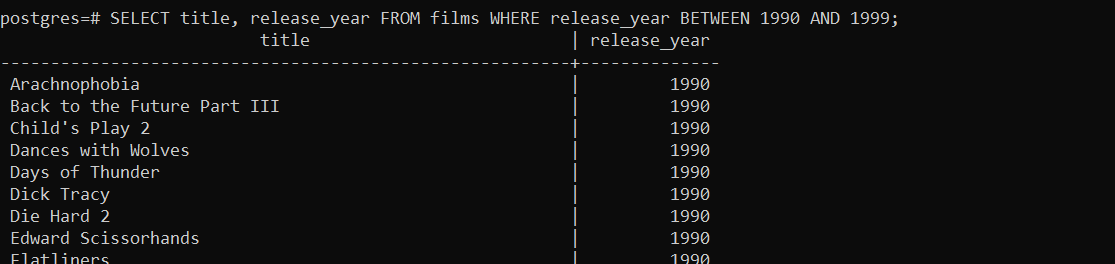 postgres=# SELECT title, release_year FROM films WHERE release_year BETWEEN 1990 AND 1999;
title | release_year
---------------------------------------------------------+--------------
Arachnophobia | 1990
Back to the Future Part III | 1990
Child's Play 2 | 1990
Dances with Wolves | 1990
Days of Thunder | 1990
Dick Tracy | 1990
Die Hard 2 | 1990
Edward Scissorhands | 1990
Flatliners | 1990